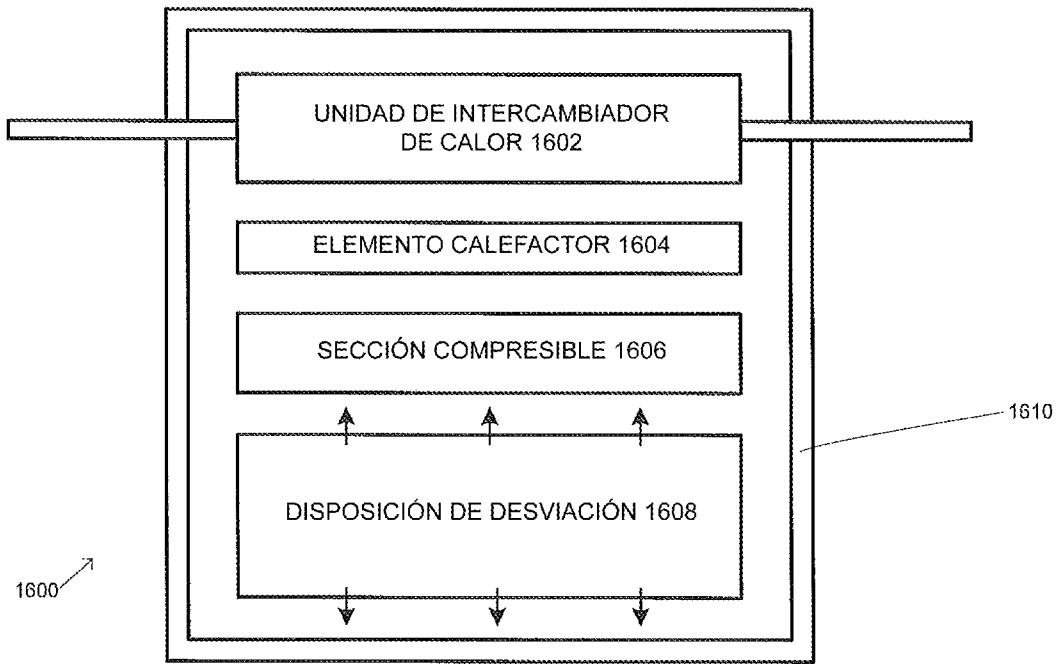 UNIDAD DE INTERCAMBIADOR
DE CALOR 1602
ELEMENTO CALEFACTOR 1604
SECCIÓN COMPRESIBLE 1606
1610
DISPOSICIÓN DE DESVIACIÓN 1608
1600